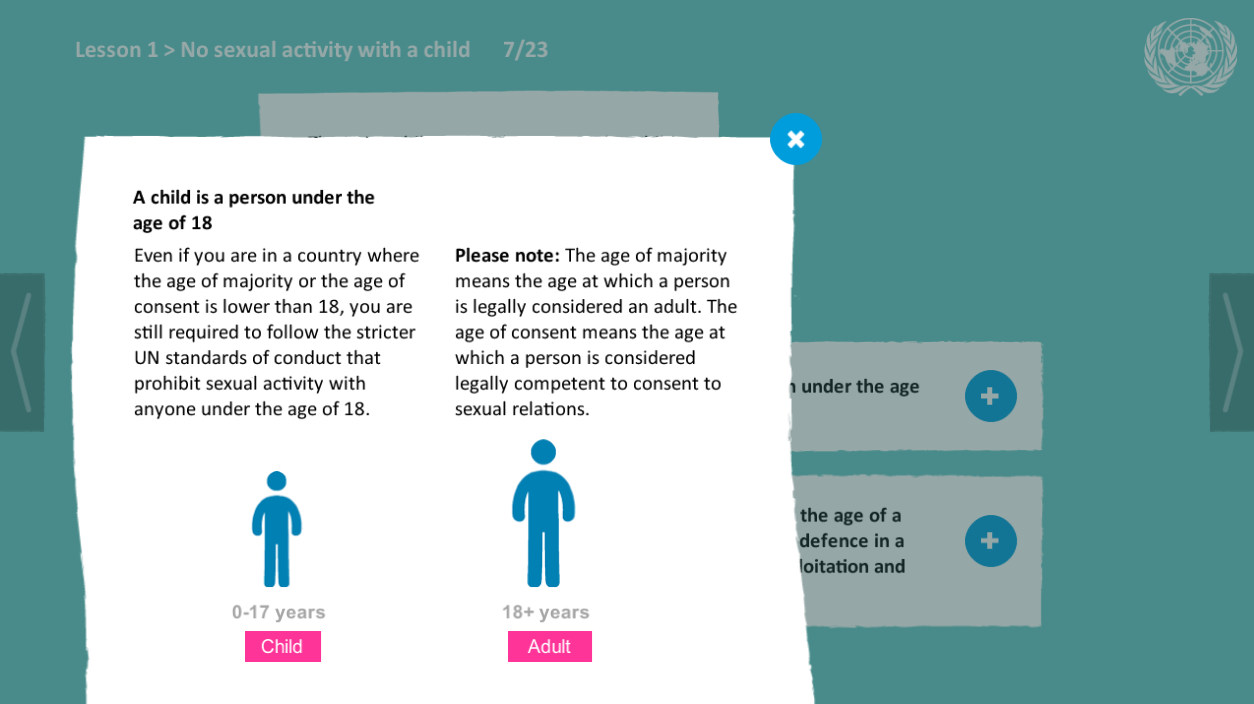 Lesson 1 > No sexual activity with a child 7/23
A child is a person under the
age of 18
Even if you are in a country where
the age of majority or the age of
consent is lower than 18, you are
still required to follow the stricter
UN standards of conduct that
prohibit sexual activity with
anyone under the age of 18.
Please note: The age of majority
means the age at which a person
is legally considered an adult. The
age of consent means the age at
which a person is considered
legally competent to consent to
sexual relations.
0-17 years
Child
18+ years
Adult
under the age
the age of a
defence in a
and